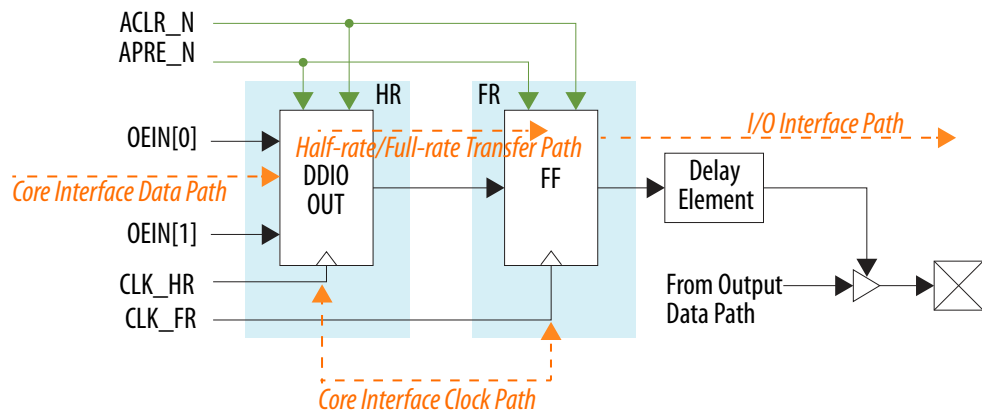 ACLR_N
APRE_N
HR
FR
OEIN[0]
I/O Interface Path
Half-rate/Full-rate Transfer Path
DDIO
OUT
FF
Delay
Element
Core Interface Data Path
OEIN[1]
CLK_HR
From Output
Data Path
CLK_FR
Core Interface Clock Path